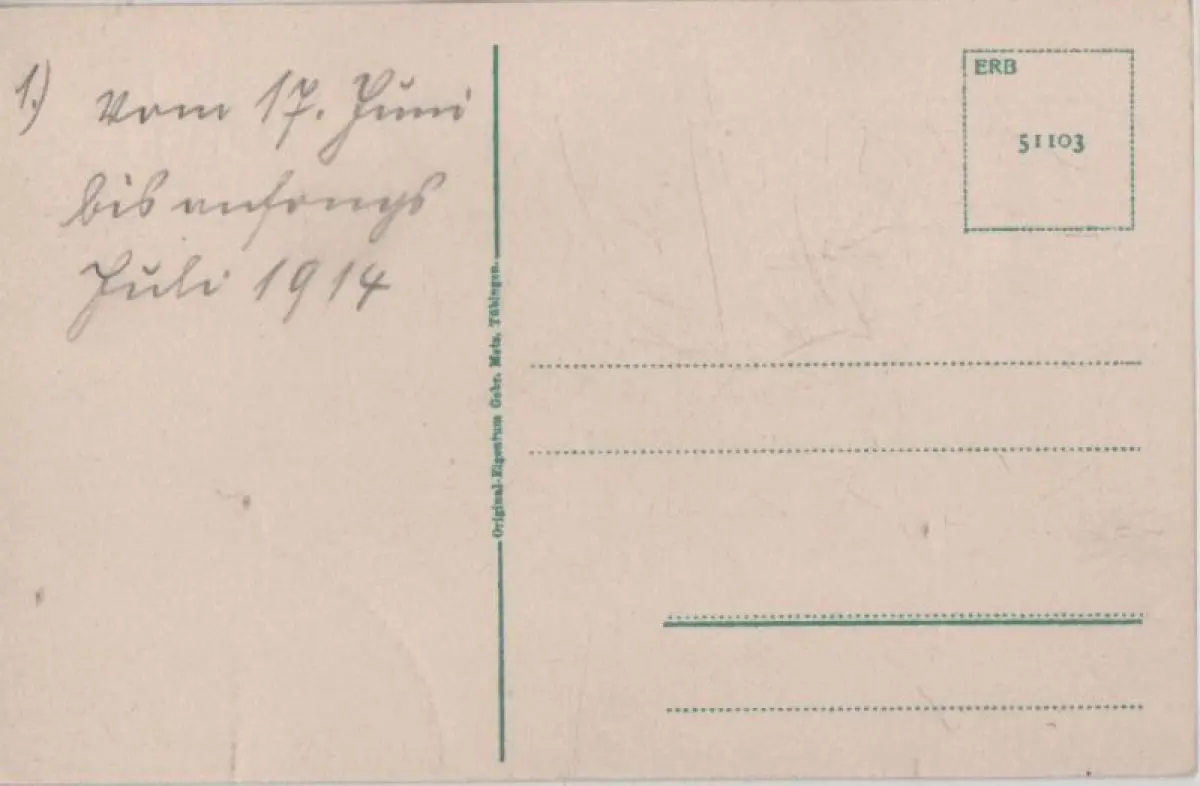 1.) Vom 17. Juni
bis anfangs
Juli 1914
Original-Eigentum Gebr. Metz, Tübingen.
ERB
51103